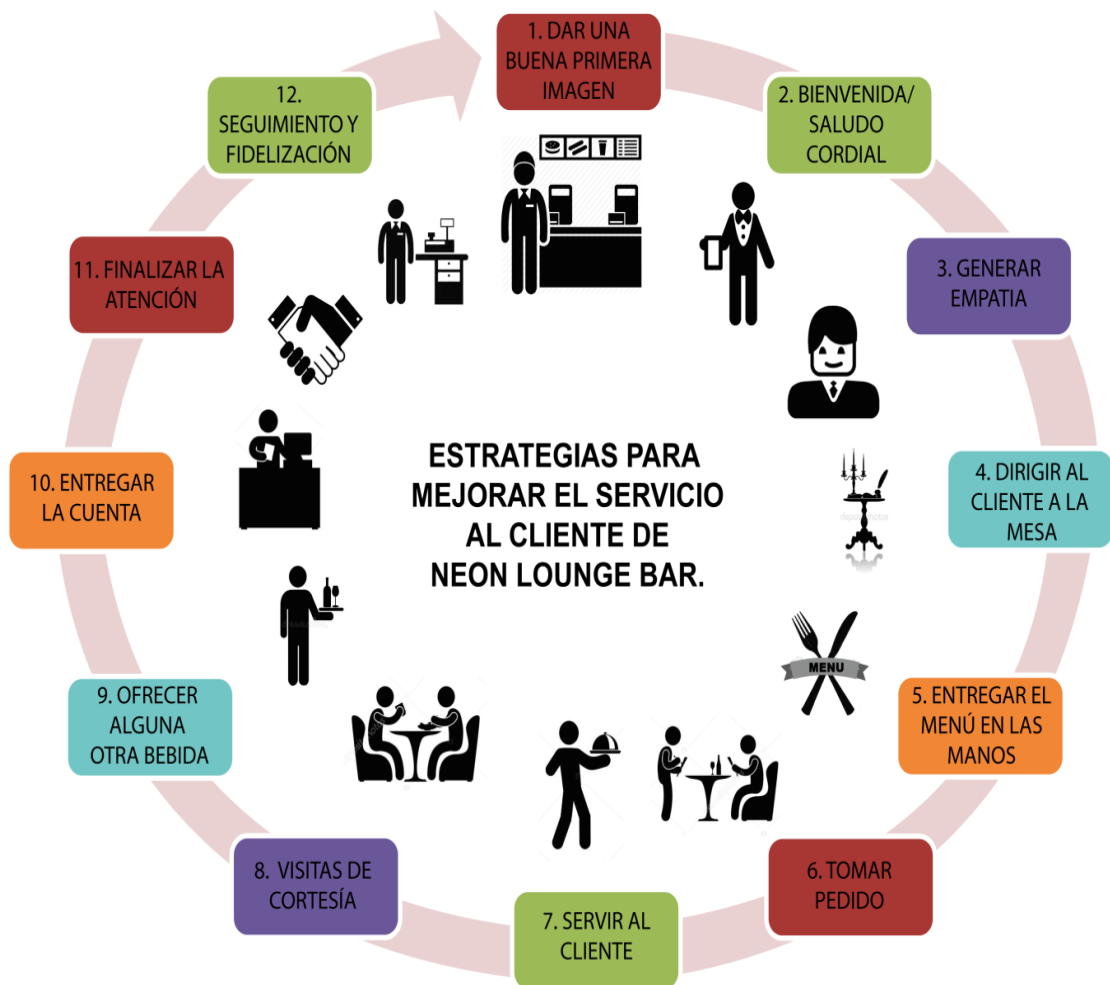 1. DAR UNA
BUENA PRIMERA
IMAGEN
2. BIENVENIDA/
SALUDO
CORDIAL
3. GENERAR
EMPATIA
4. DIRIGIR AL
CLIENTE A LA
MESA
5. ENTREGAR EL
MENÚ EN LAS
MANOS
6. TOMAR
PEDIDO
7. SERVIR AL
CLIENTE
8. VISITAS DE
CORTESÍA
9. OFRECER
ALGUNA
OTRA BEBIDA
10. ENTREGAR
LA CUENTA
11. FINALIZAR LA
ATENCIÓN
12.
SEGUIMIENTO Y
FIDELIZACIÓN
ESTRATEGIAS PARA
MEJORAR EL SERVICIO
AL CLIENTE DE
NEON LOUNGE BAR.
MENU